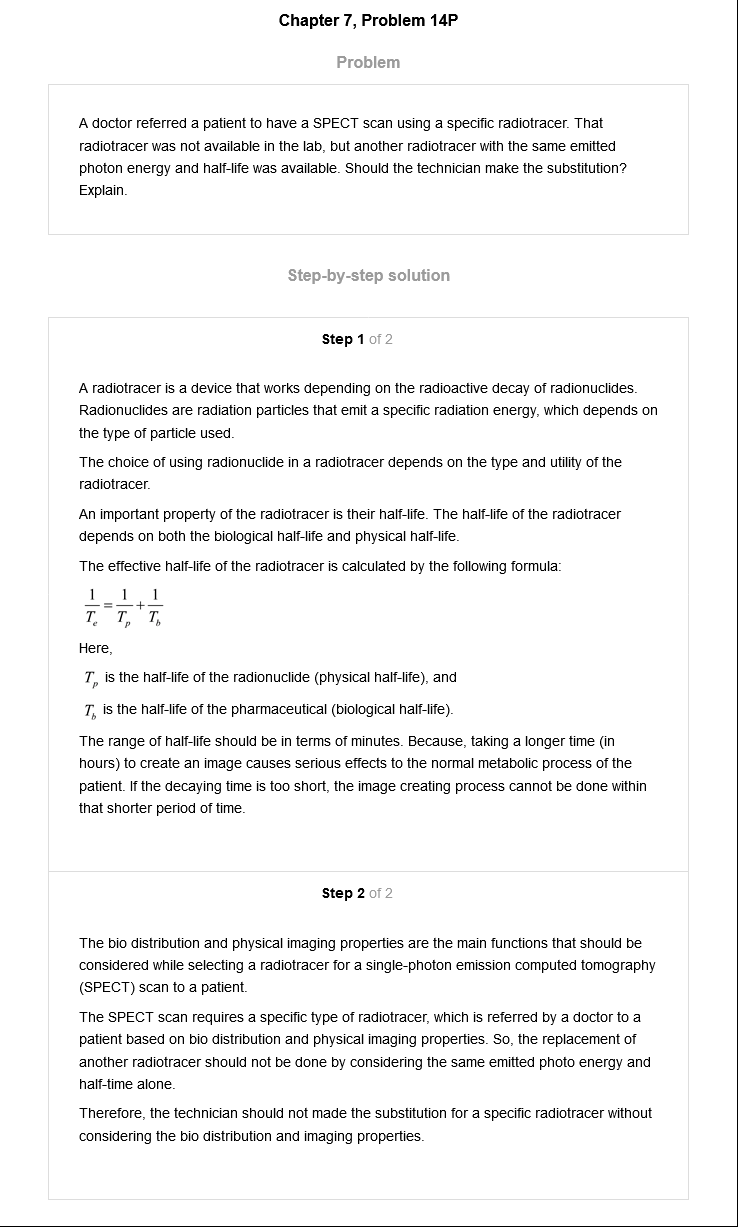 Chapter 7, Problem 14P
Problem
A doctor referred a patient to have a SPECT scan using a specific radiotracer. That
radiotracer was not available in the lab, but another radiotracer with the same emitted
photon energy and half-life was available. Should the technician make the substitution?
Explain.
Step-by-step solution
Step 1 of 2
A radiotracer is a device that works depending on the radioactive decay of radionuclides.
Radionuclides are radiation particles that emit a specific radiation energy, which depends on
the type of particle used.
The choice of using radionuclide in a radiotracer depends on the type and utility of the
radiotracer.
An important property of the radiotracer is their half-life. The half-life of the radiotracer
depends on both the biological half-life and physical half-life.
The effective half-life of the radiotracer is calculated by the following formula:
1/T_e = 1/T_p + 1/T_b
Here,
T_p is the half-life of the radionuclide (physical half-life), and
T_b is the half-life of the pharmaceutical (biological half-life).
The range of half-life should be in terms of minutes. Because, taking a longer time (in
hours) to create an image causes serious effects to the normal metabolic process of the
patient. If the decaying time is too short, the image creating process cannot be done within
that shorter period of time.
Step 2 of 2
The bio distribution and physical imaging properties are the main functions that should be
considered while selecting a radiotracer for a single-photon emission computed tomography
(SPECT) scan to a patient.
The SPECT scan requires a specific type of radiotracer, which is referred by a doctor to a
patient based on bio distribution and physical imaging properties. So, the replacement of
another radiotracer should not be done by considering the same emitted photo energy and
half-time alone.
Therefore, the technician should not made the substitution for a specific radiotracer without
considering the bio distribution and imaging properties.